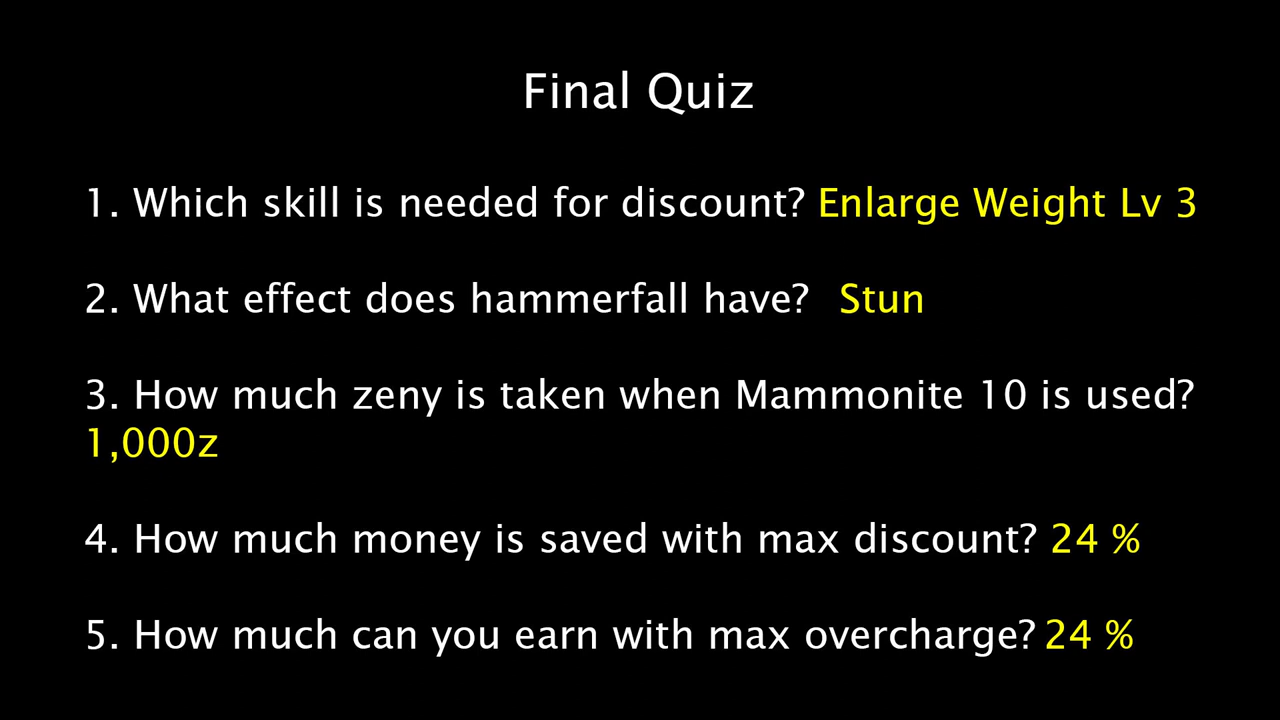 Final Quiz
1. Which skill is needed for discount? Enlarge Weight Lv 3
2. What effect does hammerfall have? Stun
3. How much zeny is taken when Mammonite 10 is used?
1,000z
4. How much money is saved with max discount? 24 %
5. How much can you earn with max overcharge? 24 %